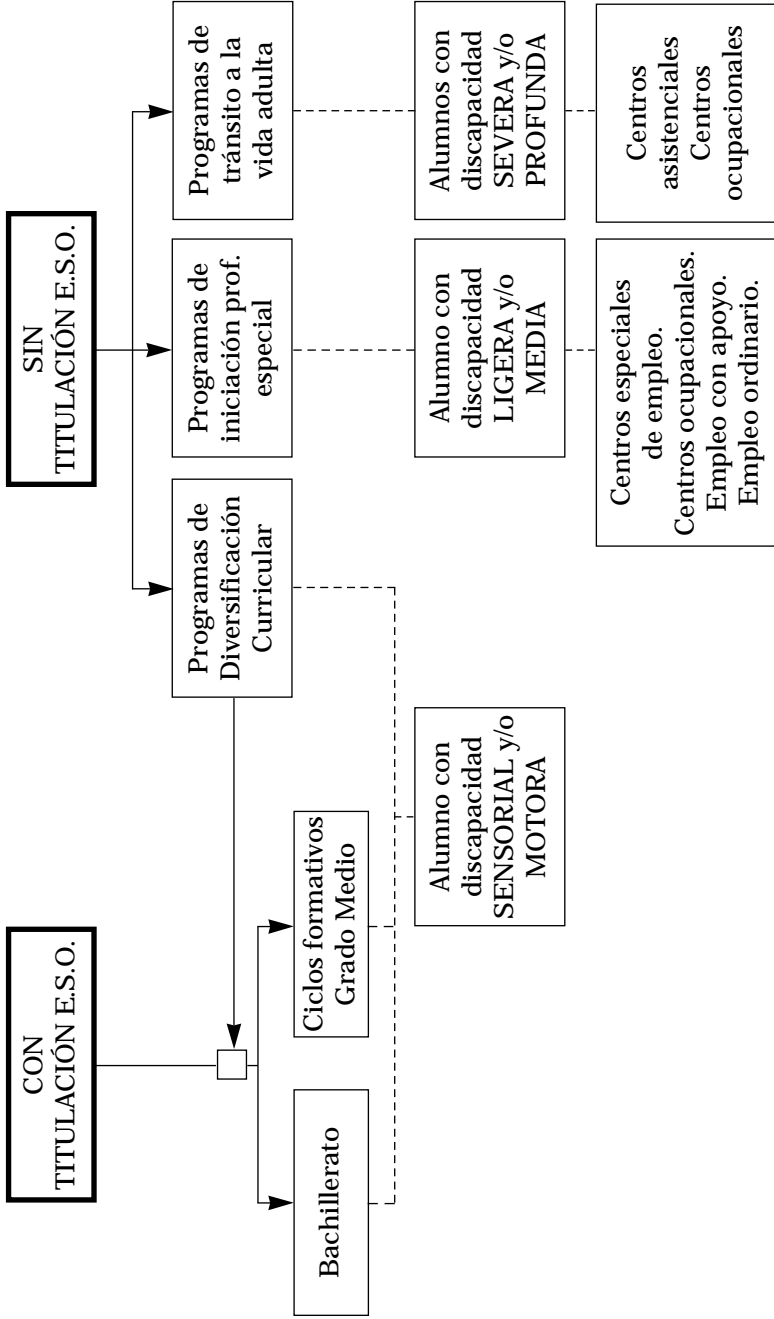 CON
TITULACIÓN E.S.O.
SIN
TITULACIÓN E.S.O.
Programas de
Diversificación
Curricular
Programas de
iniciación prof.
especial
Programas de
tránsito a la
vida adulta
Bachillerato
Ciclos formativos
Grado Medio
Alumno con
discapacidad
SENSORIAL y/o
MOTORA
Alumno con
discapacidad
LIGERA y/o
MEDIA
Alumnos con
discapacidad
SEVERA y/o
PROFUNDA
Centros especiales
de empleo.
Centros ocupacionales.
Empleo con apoyo.
Empleo ordinario.
Centros
asistenciales
Centros
ocupacionales